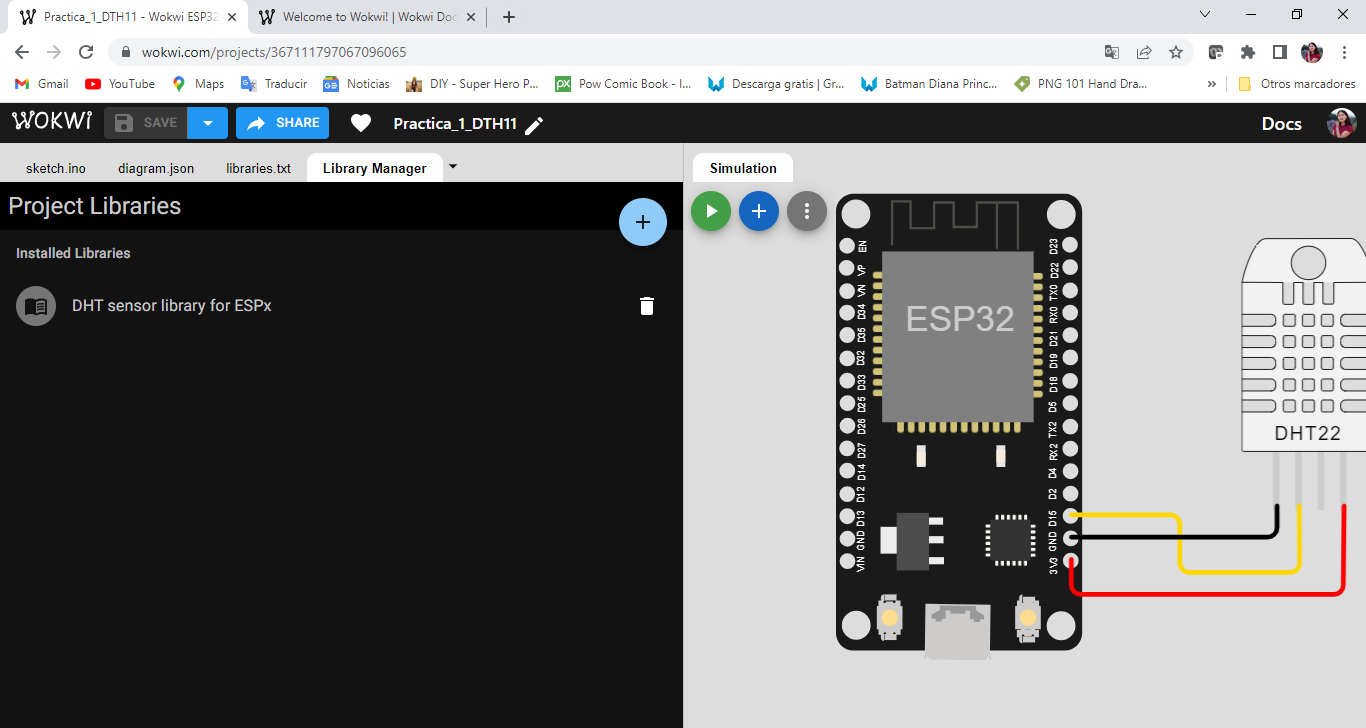 Practica_1_DTH11 - Wokwi ESP32
Welcome to Wokwi! | Wokwi Doc
wokwi.com/projects/367111797067096065
Gmail
YouTube
Maps
Traducir
Noticias
DIY - Super Hero P...
Pow Comic Book - I...
Descarga gratis | Gr...
Batman Diana Princ...
PNG 101 Hand Dra...
»
Otros marcadores
WOKWI
SAVE
SHARE
Practica_1_DTH11
Docs
sketch.ino
diagram.json
libraries.txt
Library Manager
Simulation
Project Libraries
Installed Libraries
DHT sensor library for ESPx
ESP32
EN
VP
VN
D34
D35
D32
D33
D25
D26
D27
D14
D12
D13
GND
VIN
D23
D22
TX0
RX0
D21
D19
D18
D5
TX2
RX2
D4
D2
D15
GND
3V3
DHT22